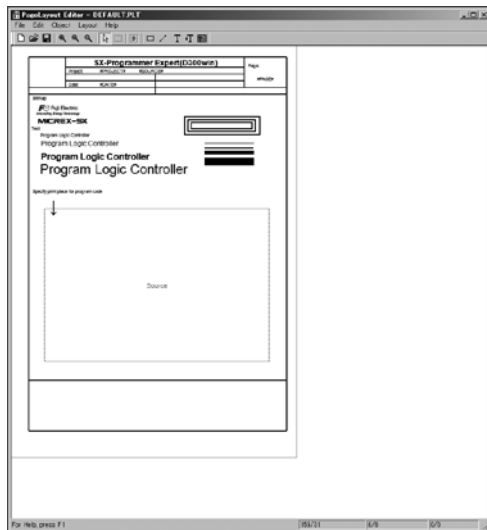 PageLayout Editor - DEFAULT.PLT
File Edit Object Layout Help
SX-Programmer Expert(D300win)
Page
Bitmap
Fuji Electric
MICREX-SX
Text
Program Logic Controller
Program Logic Controller
Program Logic Controller
Program Logic Controller
Specify print place for program code
Source
For Help, press F1
0/0